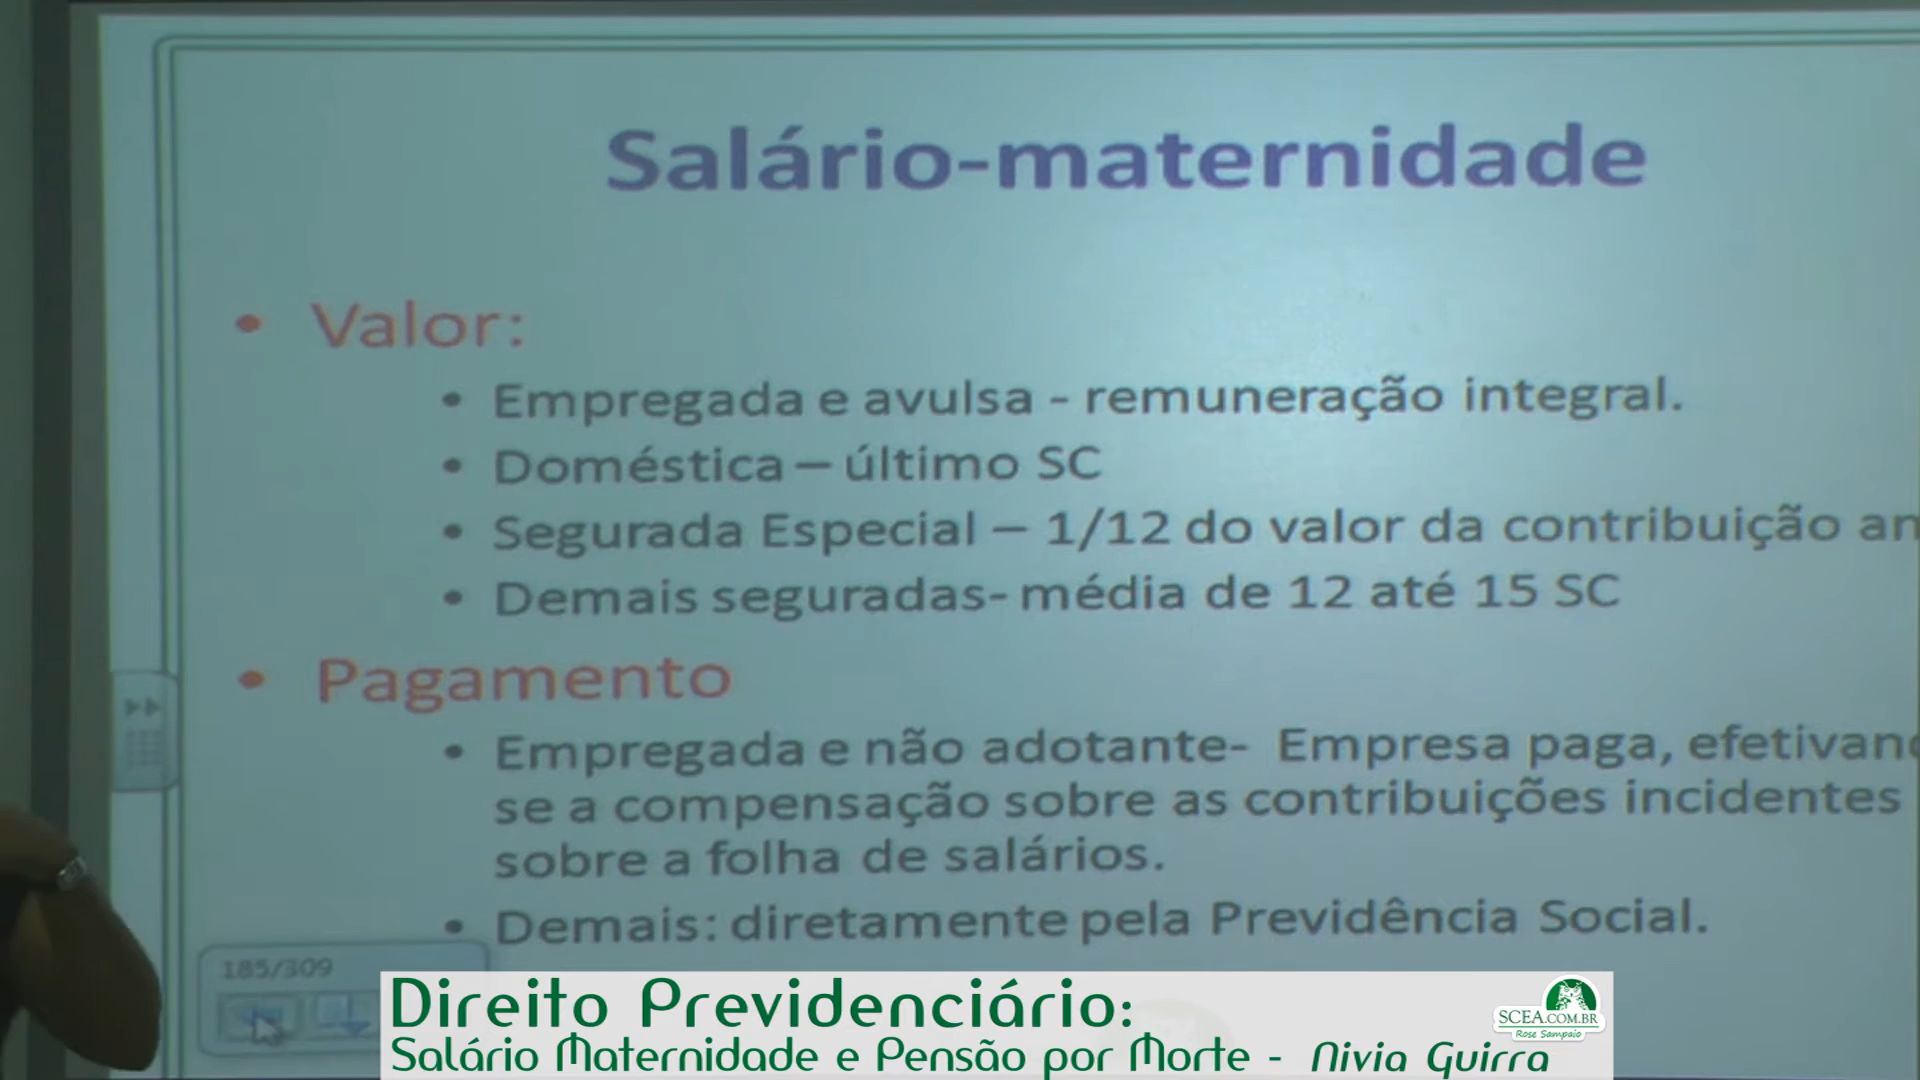 Salário-maternidade
• Valor:
• Empregada e avulsa - remuneração integral.
• Doméstica – último SC
• Segurada Especial – 1/12 do valor da contribuição an
• Demais seguradas- média de 12 até 15 SC
• Pagamento
• Empregada e não adotante- Empresa paga, efetivand
se a compensação sobre as contribuições incidentes
sobre a folha de salários.
• Demais: diretamente pela Previdência Social.
185/309
Direito Previdenciário:
Salário Maternidade e Pensão por Morte - Nivia Guirra
SCEA.COM.BR
Rose Sampaio